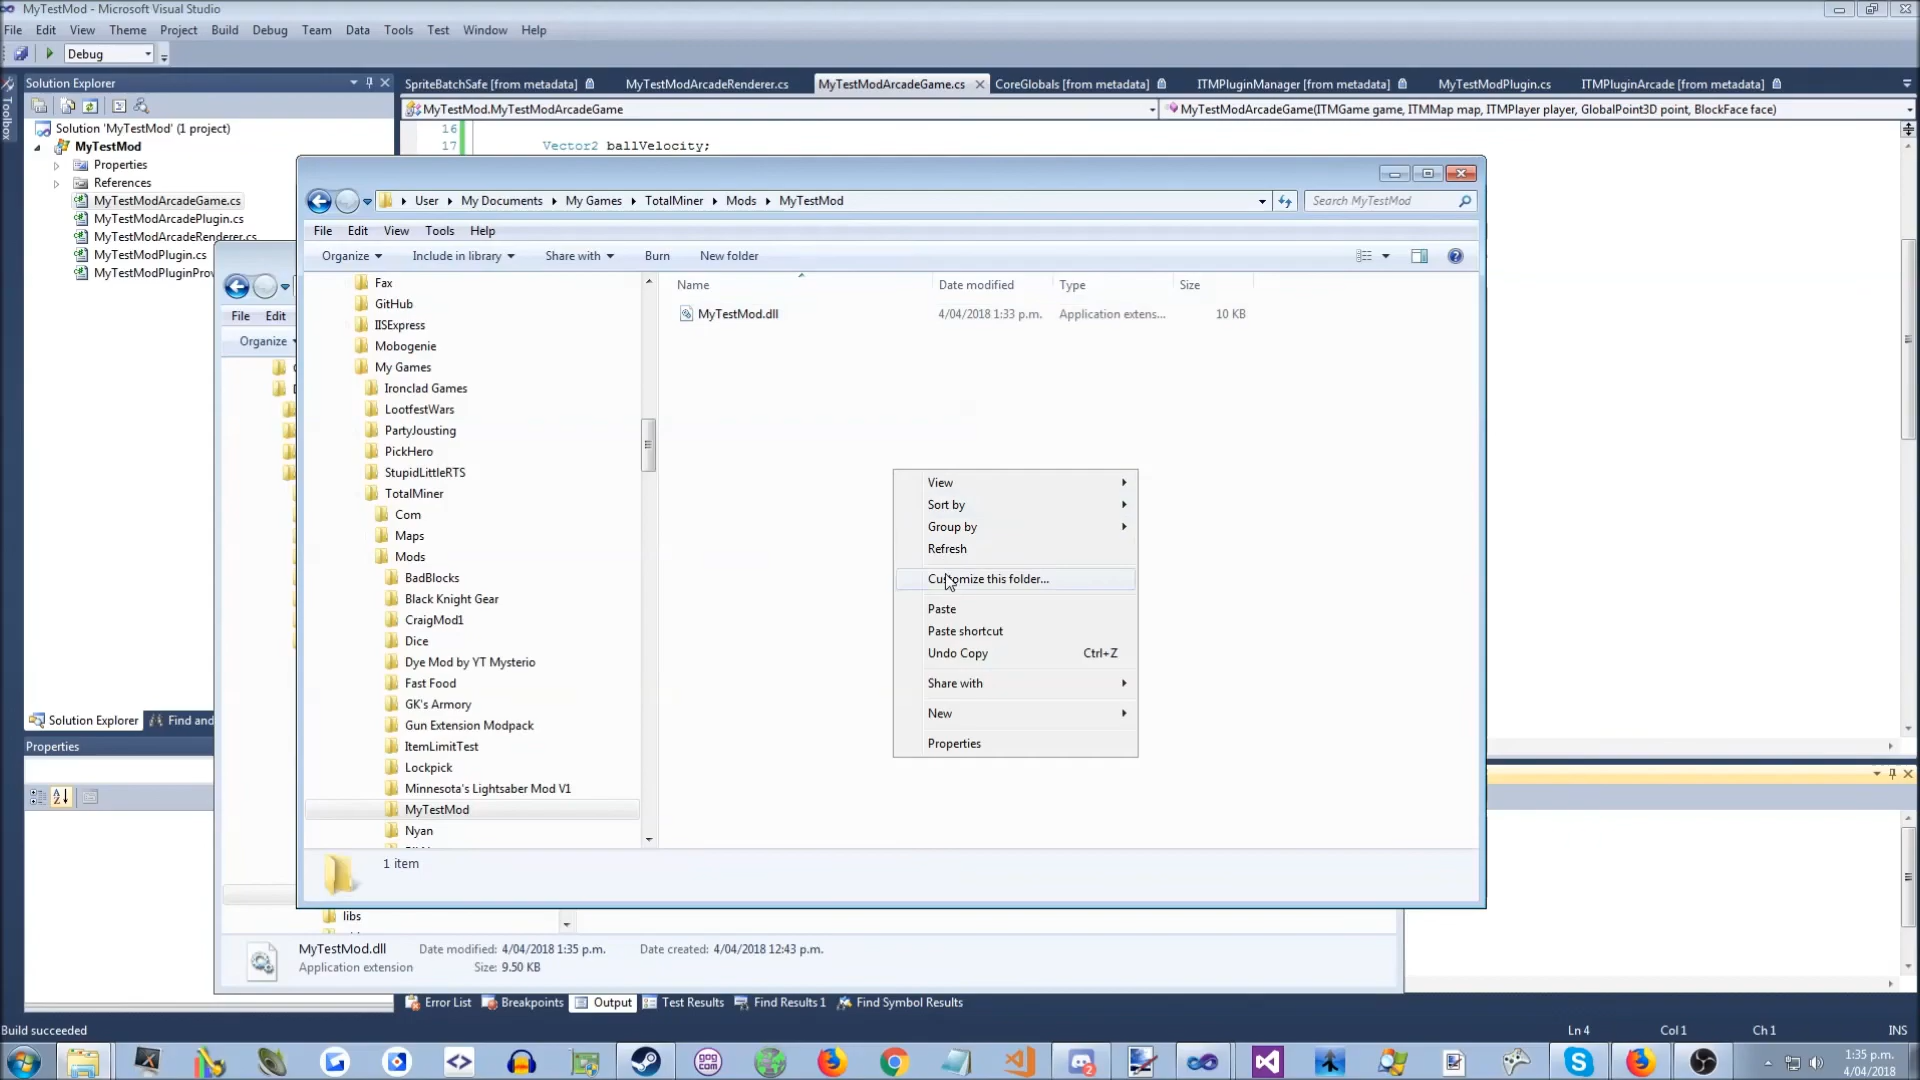 MyTestMod - Microsoft Visual Studio
File Edit View Theme Project Build Debug Team Data Tools Test Window Help
Debug
Toolbox
Solution Explorer
SpriteBatchSafe [from metadata] MyTestModArcadeRenderer.cs MyTestModArcadeGame.cs CoreGlobals [from metadata] ITMPluginManager [from metadata] MyTestModPlugin.cs ITMPluginArcade [from metadata]
MyTestMod.MyTestModArcadeGame
MyTestModArcadeGame(ITMGame game, ITMMap map, ITMPlayer player, GlobalPoint3D point, BlockFace face)
Solution 'MyTestMod' (1 project)
MyTestMod
Properties
References
MyTestModArcadeGame.cs
MyTestModArcadePlugin.cs
MyTestModArcadeRenderer.cs
MyTestModPlugin.cs
MyTestModPluginProv
16
17 Vector2 ballVelocity;
User My Documents My Games TotalMiner Mods MyTestMod
Search MyTestMod
File Edit View Tools Help
Organize Include in library Share with Burn New folder
File Edit
Organize
Fax
GitHub
IISExpress
Mobogenie
My Games
Ironclad Games
LootfestWars
PartyJousting
PickHero
StupidLittleRTS
TotalMiner
Com
Maps
Mods
BadBlocks
Black Knight Gear
CraigMod1
Dice
Dye Mod by YT Mysterio
Fast Food
GK's Armory
Gun Extension Modpack
ItemLimitTest
Lockpick
Minnesota's Lightsaber Mod V1
MyTestMod
Nyan
Name Date modified Type Size
MyTestMod.dll 4/04/2018 1:33 p.m. Application extens... 10 KB
View
Sort by
Group by
Refresh
Customize this folder...
Paste
Paste shortcut
Undo Copy Ctrl+Z
Share with
New
Properties
1 item
Solution Explorer Find and
Properties
libs
MyTestMod.dll Date modified: 4/04/2018 1:35 p.m. Date created: 4/04/2018 12:43 p.m.
Application extension Size: 9.50 KB
Error List Breakpoints Output Test Results Find Results 1 Find Symbol Results
Build succeeded Ln 4 Col 1 Ch 1 INS
gog
com
2
1:35 p.m.
4/04/2018